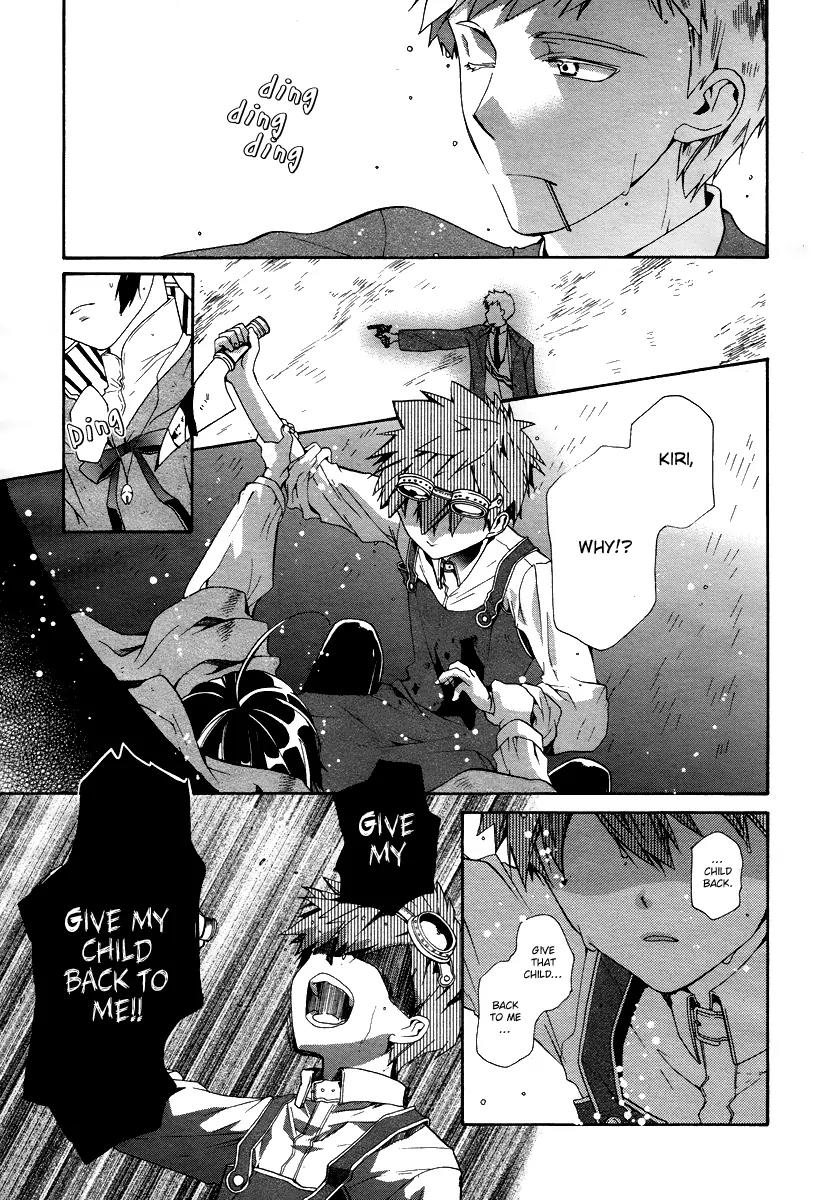 ding
ding
ding
KIRI,
WHY!?
Ding
...
CHILD
BACK.
GIVE
THAT
CHILD...
BACK
TO ME
...
GIVE
MY
GIVE MY
CHILD
BACK TO
ME!!